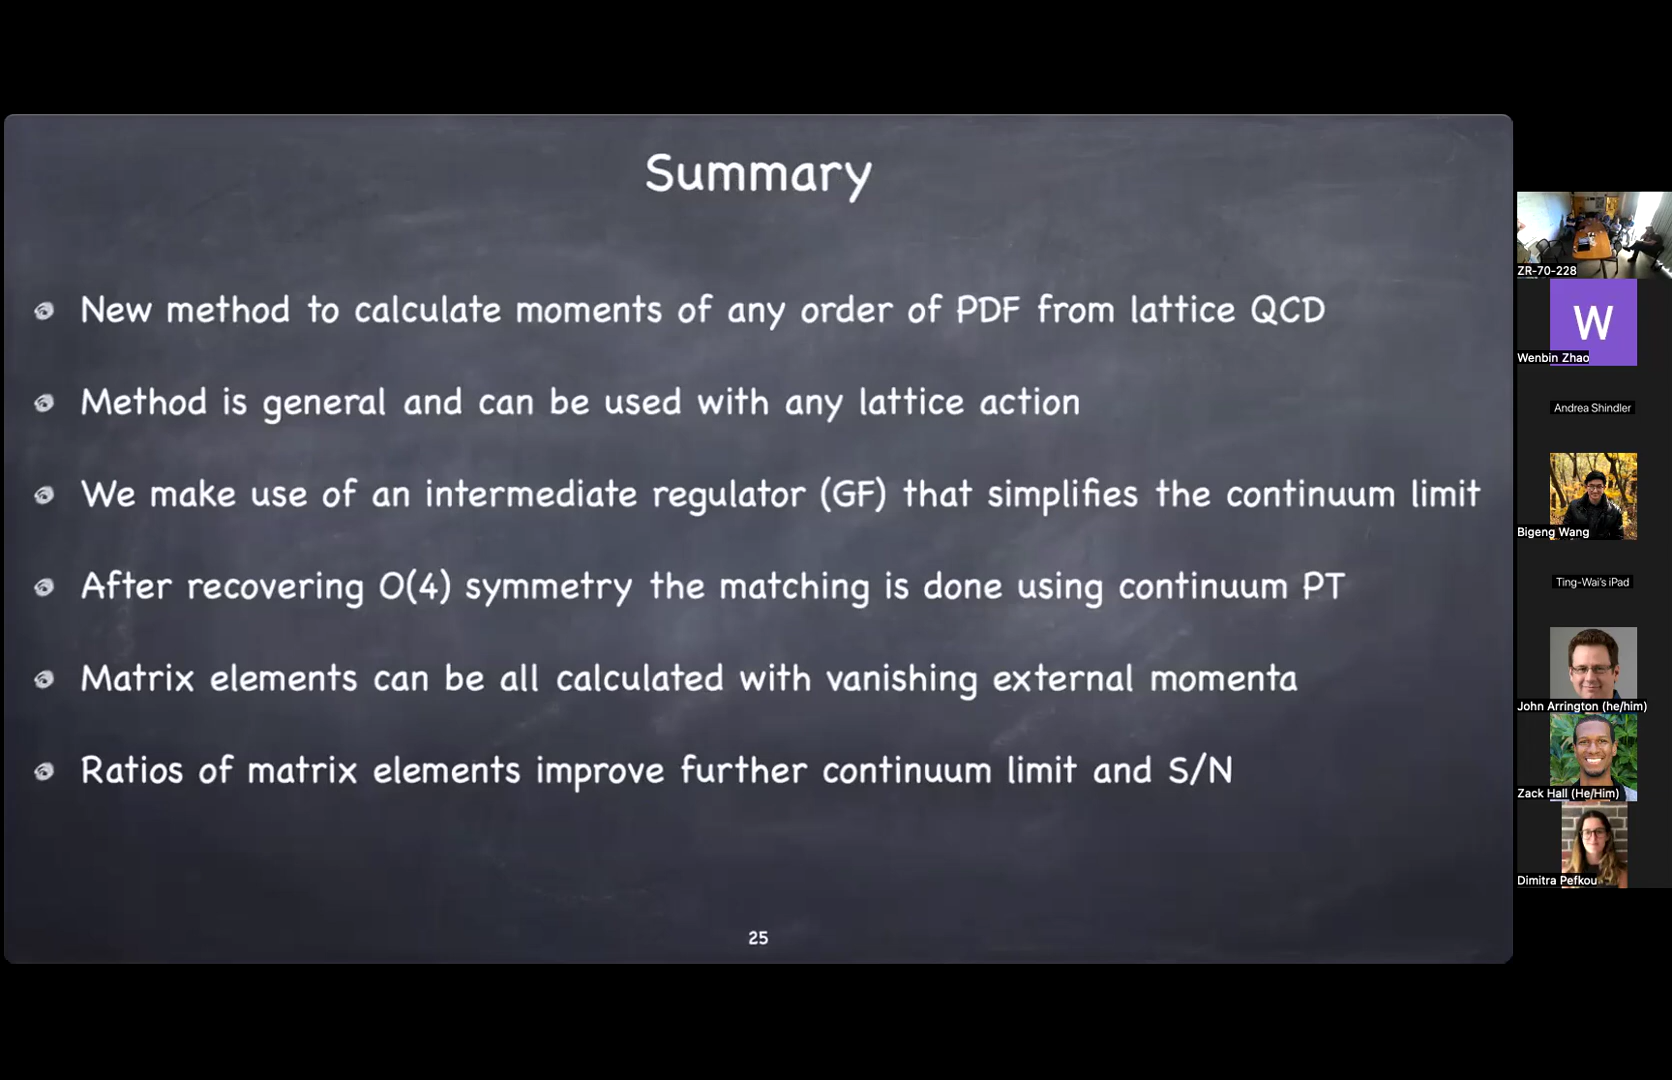 Summary
New method to calculate moments of any order of PDF from lattice QCD
Method is general and can be used with any lattice action
We make use of an intermediate regulator (GF) that simplifies the continuum limit
After recovering O(4) symmetry the matching is done using continuum PT
Matrix elements can be all calculated with vanishing external momenta
Ratios of matrix elements improve further continuum limit and S/N
25
ZR-70-228
W
Wenbin Zhao
Andrea Shindler
Bigeng Wang
Ting-Wai's iPad
John Arrington (he/him)
Zack Hall (He/Him)
Dimitra Pefkou